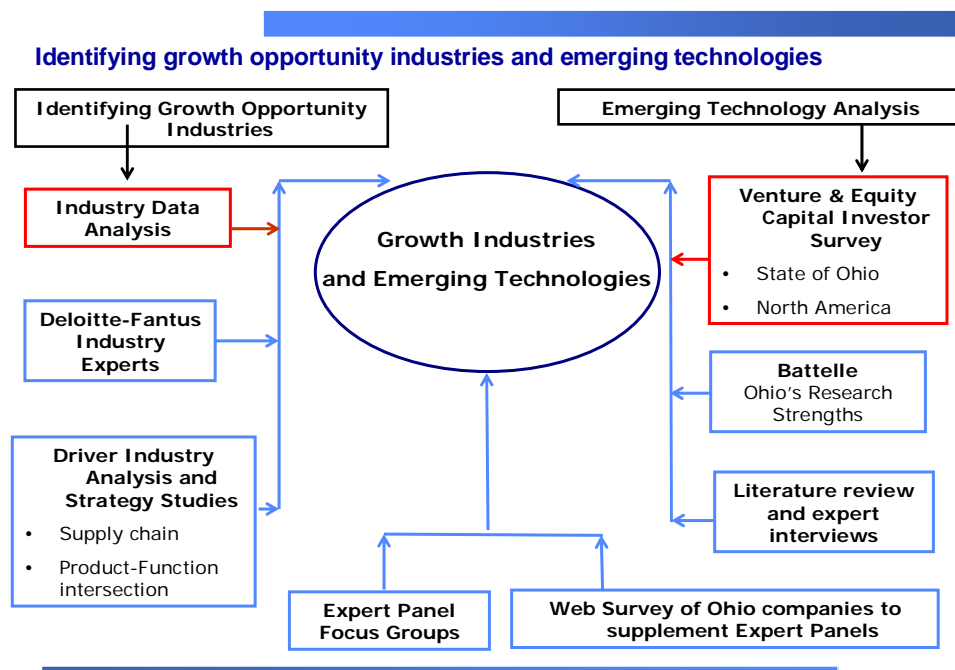 Identifying growth opportunity industries and emerging technologies
Identifying Growth Opportunity
Industries
Emerging Technology Analysis
Industry Data
Analysis
Venture & Equity
Capital Investor
Survey
• State of Ohio
• North America
Growth Industries
and Emerging Technologies
Deloitte-Fantus
Industry
Experts
Battelle
Ohio’s Research
Strengths
Driver Industry
Analysis and
Strategy Studies
• Supply chain
• Product-Function
intersection
Literature review
and expert
interviews
Expert Panel
Focus Groups
Web Survey of Ohio companies to
supplement Expert Panels